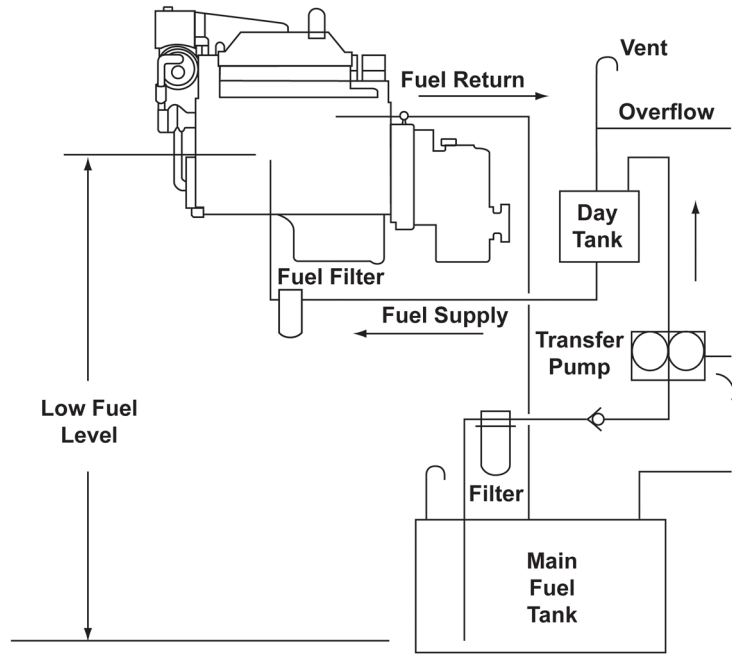 Vent
Fuel Return
Overflow
Day
Tank
Fuel Filter
Fuel Supply
Transfer
Pump
Low Fuel
Level
Filter
Main
Fuel
Tank